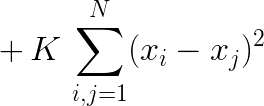 + K \sum_{i,j=1}^{N} (x_i − x_j)^2